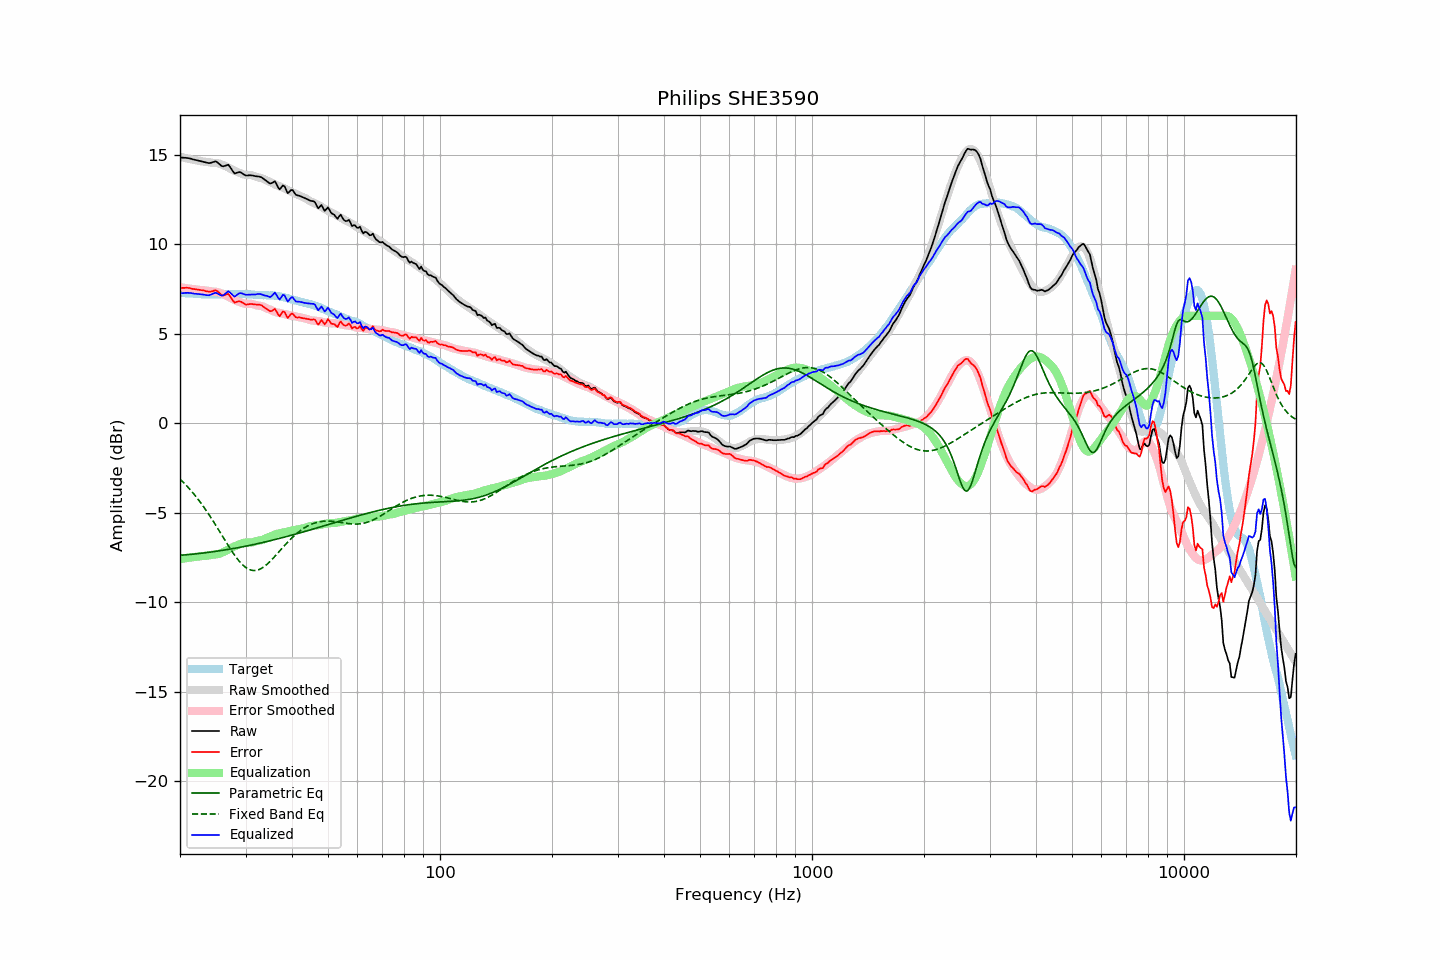 Philips SHE3590
Amplitude (dBr)
15
10
5
0
−5
−10
−15
−20
Target
Raw Smoothed
Error Smoothed
Raw
Error
Equalization
Parametric Eq
Fixed Band Eq
Equalized
100
1000
10000
Frequency (Hz)